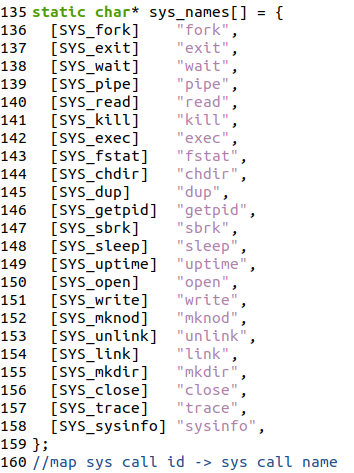 135 static char* sys_names[] = {
136   [SYS_fork]    "fork",
137   [SYS_exit]    "exit",
138   [SYS_wait]    "wait",
139   [SYS_pipe]    "pipe",
140   [SYS_read]    "read",
141   [SYS_kill]    "kill",
142   [SYS_exec]    "exec",
143   [SYS_fstat]   "fstat",
144   [SYS_chdir]   "chdir",
145   [SYS_dup]     "dup",
146   [SYS_getpid]  "getpid",
147   [SYS_sbrk]    "sbrk",
148   [SYS_sleep]   "sleep",
149   [SYS_uptime]  "uptime",
150   [SYS_open]    "open",
151   [SYS_write]   "write",
152   [SYS_mknod]   "mknod",
153   [SYS_unlink]  "unlink",
154   [SYS_link]    "link",
155   [SYS_mkdir]   "mkdir",
156   [SYS_close]   "close",
157   [SYS_trace]   "trace",
158   [SYS_sysinfo] "sysinfo",
159 };
160 //map sys call id -> sys call name